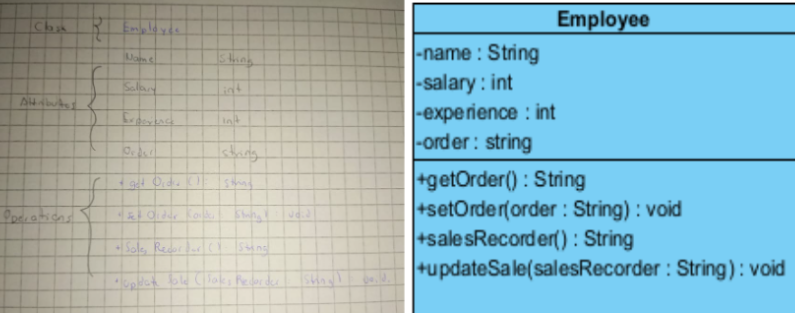 Class { Employee
Name String
Salary int
Attributes {
Experience int
Order string
+ get Order (): string
Operations {
+ set Order (order : String) void
+ Sales Recorder (): String
+ update Sale (Sales Recorder : String) void
Employee
-name : String
-salary : int
-experience : int
-order : string
+getOrder() : String
+setOrder(order : String) : void
+salesRecorder() : String
+updateSale(salesRecorder : String) : void